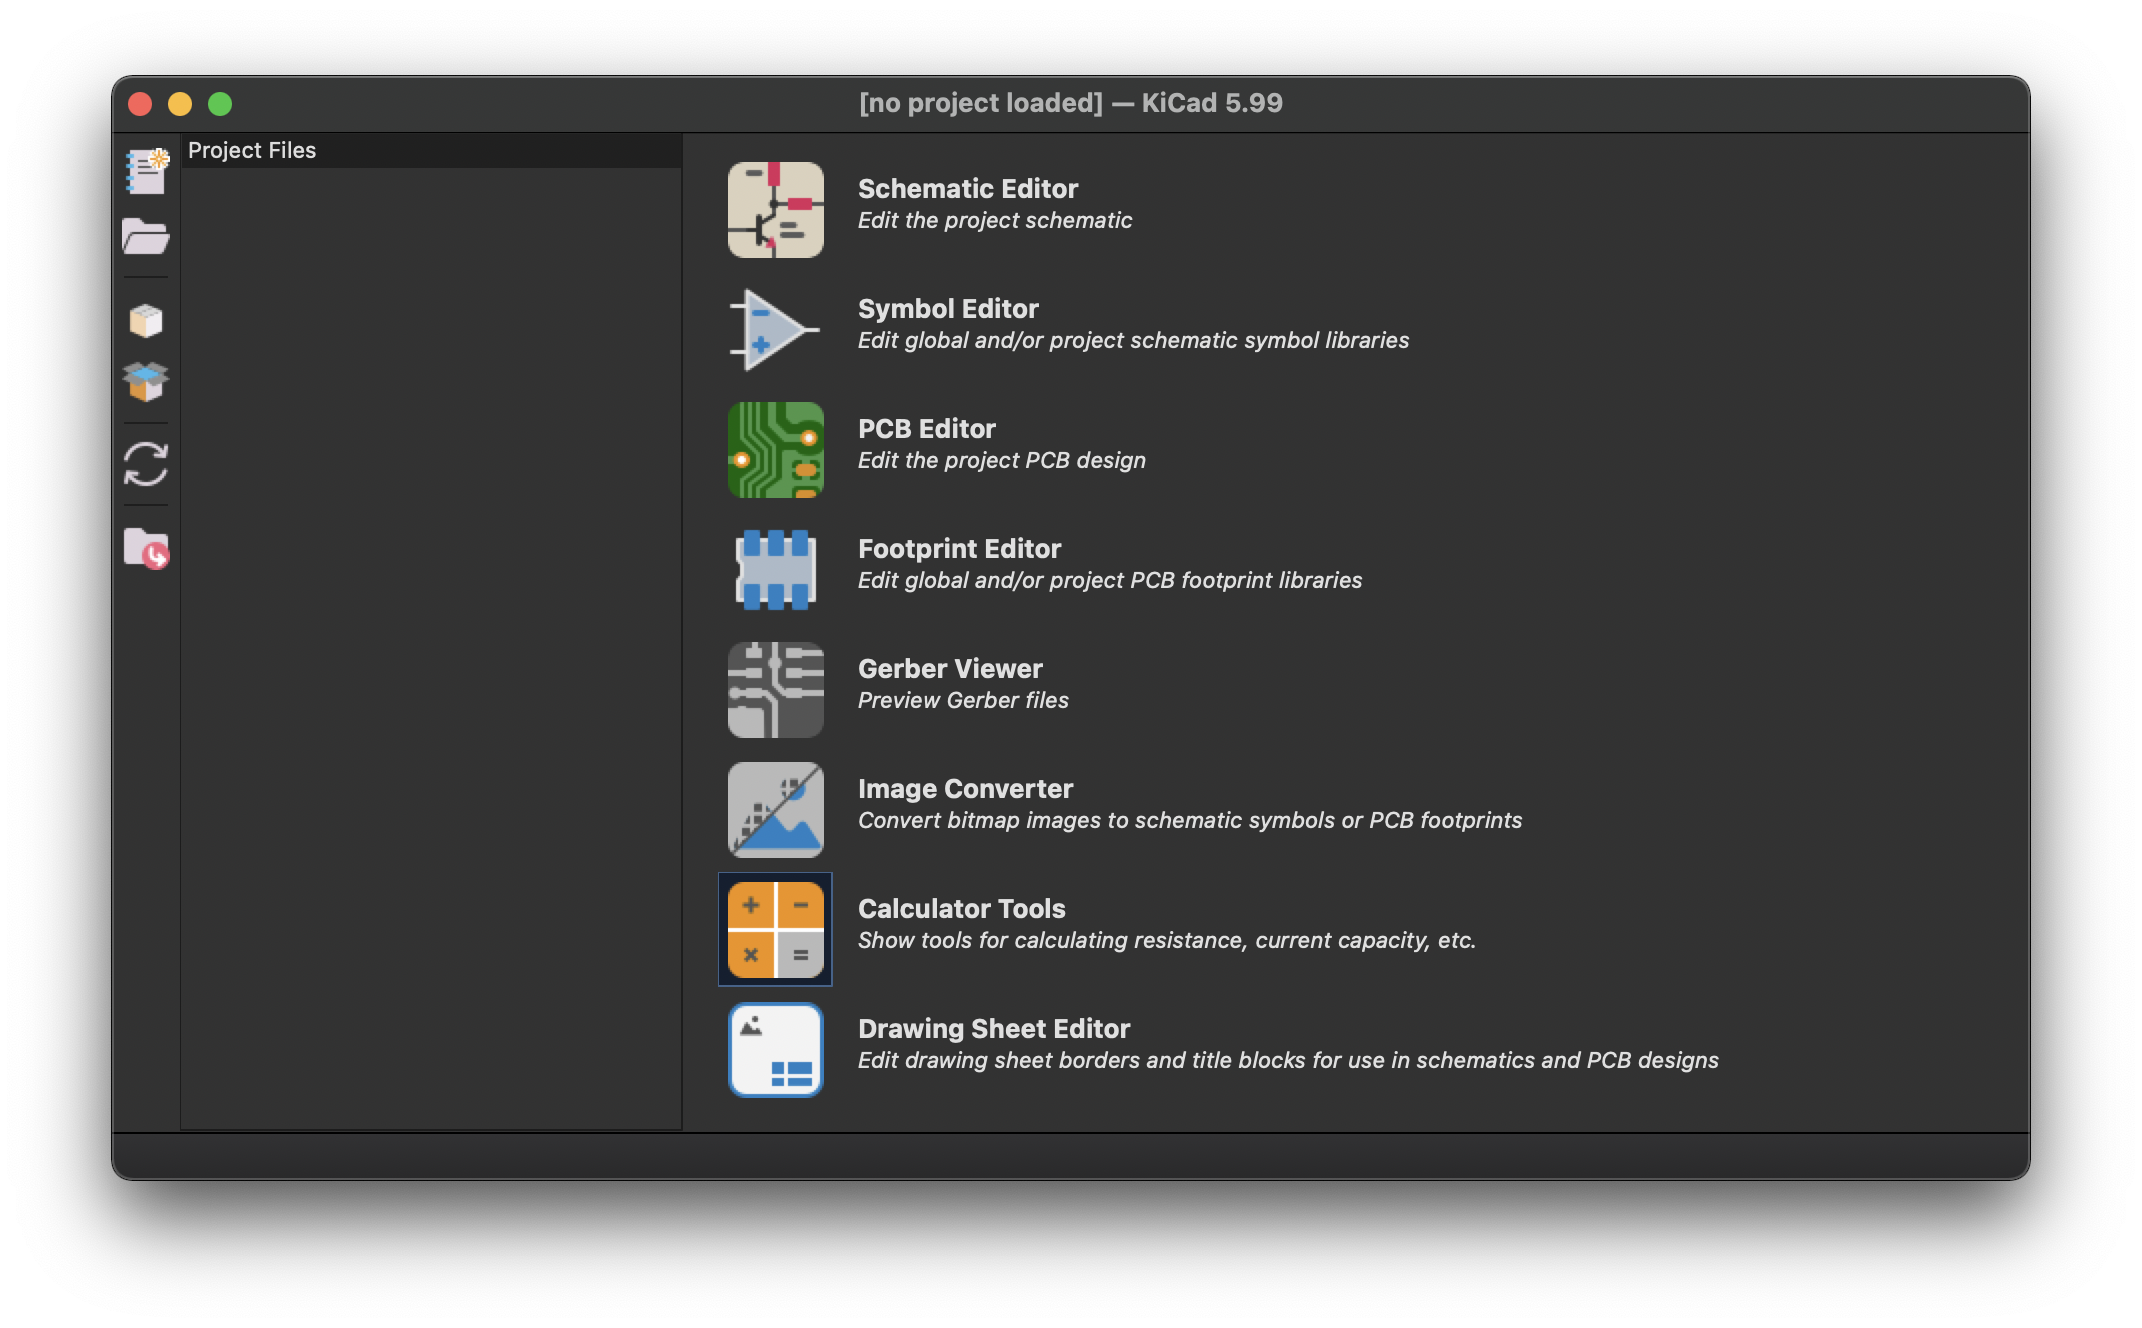 [no project loaded] — KiCad 5.99
Project Files
Schematic Editor
Edit the project schematic
Symbol Editor
Edit global and/or project schematic symbol libraries
PCB Editor
Edit the project PCB design
Footprint Editor
Edit global and/or project PCB footprint libraries
Gerber Viewer
Preview Gerber files
Image Converter
Convert bitmap images to schematic symbols or PCB footprints
Calculator Tools
Show tools for calculating resistance, current capacity, etc.
Drawing Sheet Editor
Edit drawing sheet borders and title blocks for use in schematics and PCB designs